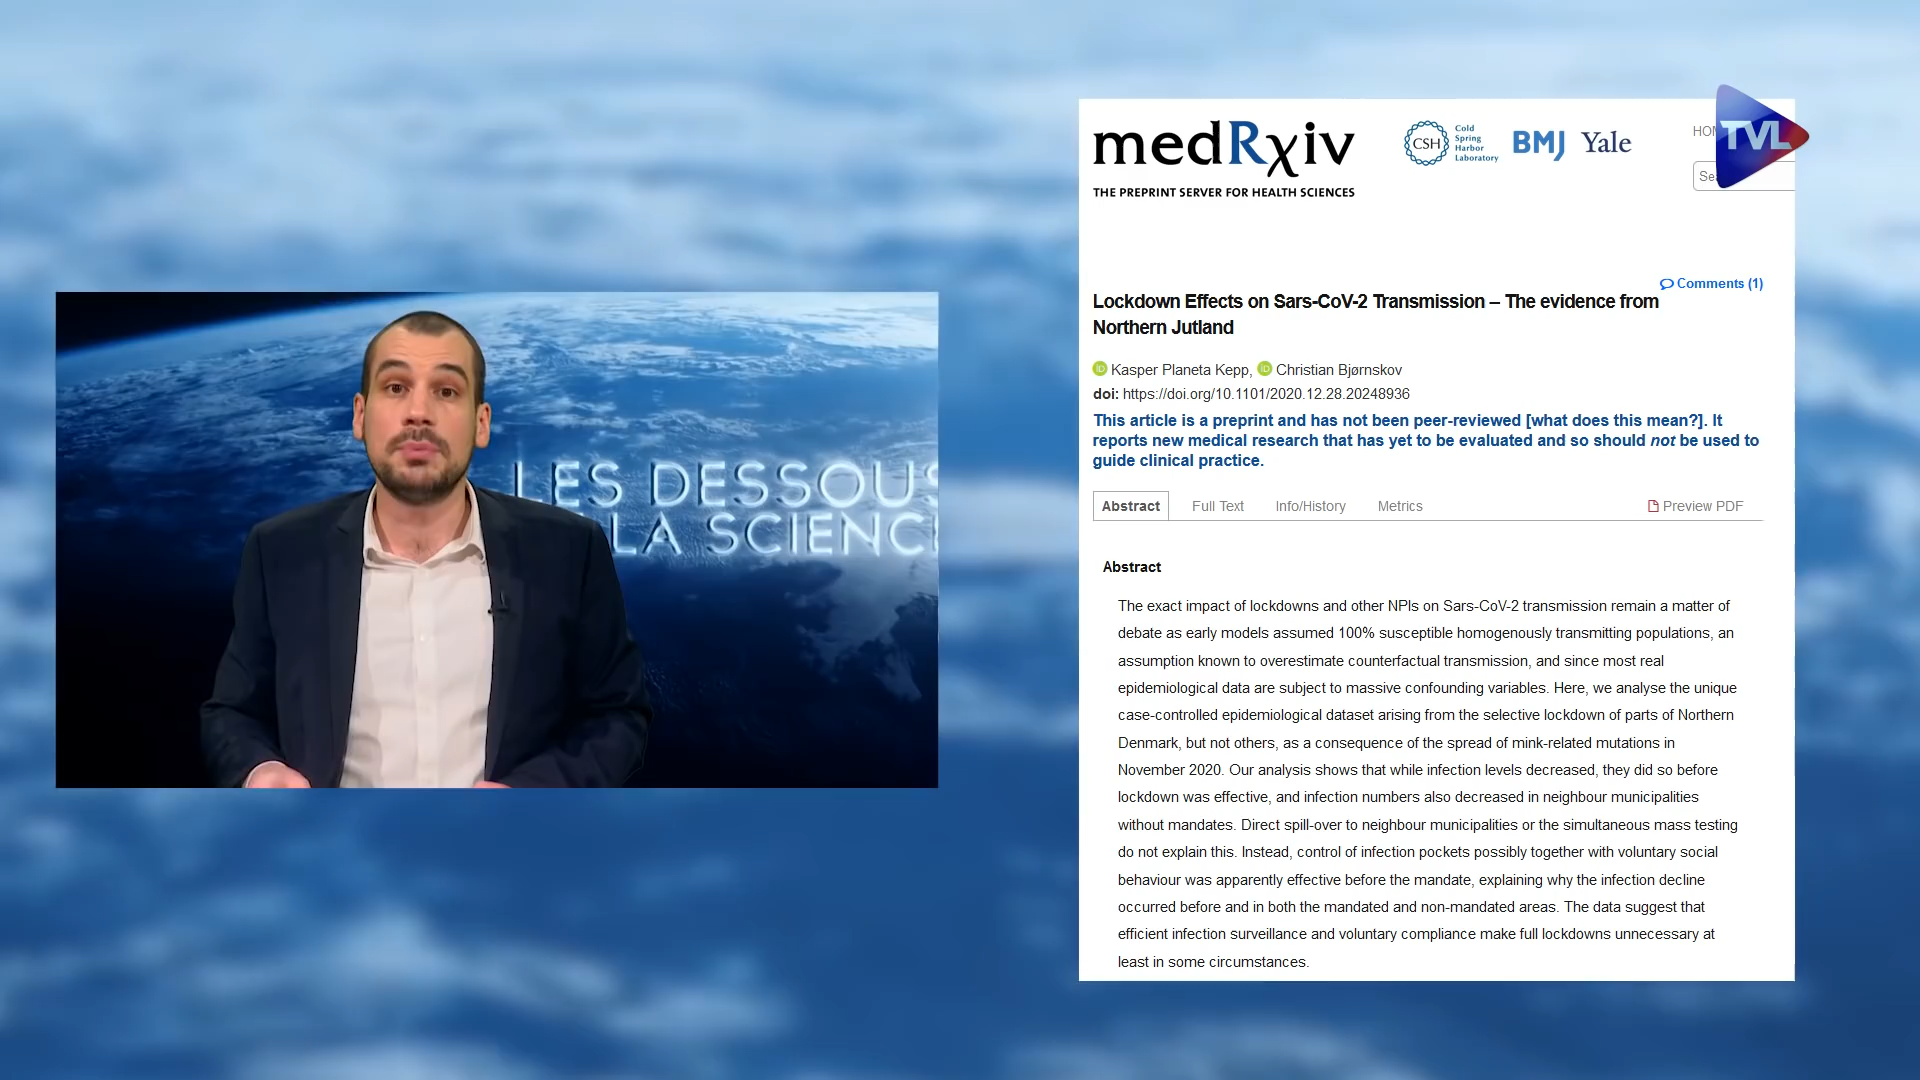 LES DESSOUS
LA SCIENC
medRxiv
THE PREPRINT SERVER FOR HEALTH SCIENCES
CSH
Cold
Spring
Harbor
Laboratory
BMJ
Yale
HO
TVL
Se
Comments (1)
Lockdown Effects on Sars-CoV-2 Transmission – The evidence from
Northern Jutland
iD Kasper Planeta Kepp, iD Christian Bjørnskov
doi: https://doi.org/10.1101/2020.12.28.20248936
This article is a preprint and has not been peer-reviewed [what does this mean?]. It
reports new medical research that has yet to be evaluated and so should not be used to
guide clinical practice.
Abstract Full Text Info/History Metrics Preview PDF
Abstract
The exact impact of lockdowns and other NPIs on Sars-CoV-2 transmission remain a matter of
debate as early models assumed 100% susceptible homogenously transmitting populations, an
assumption known to overestimate counterfactual transmission, and since most real
epidemiological data are subject to massive confounding variables. Here, we analyse the unique
case-controlled epidemiological dataset arising from the selective lockdown of parts of Northern
Denmark, but not others, as a consequence of the spread of mink-related mutations in
November 2020. Our analysis shows that while infection levels decreased, they did so before
lockdown was effective, and infection numbers also decreased in neighbour municipalities
without mandates. Direct spill-over to neighbour municipalities or the simultaneous mass testing
do not explain this. Instead, control of infection pockets possibly together with voluntary social
behaviour was apparently effective before the mandate, explaining why the infection decline
occurred before and in both the mandated and non-mandated areas. The data suggest that
efficient infection surveillance and voluntary compliance make full lockdowns unnecessary at
least in some circumstances.